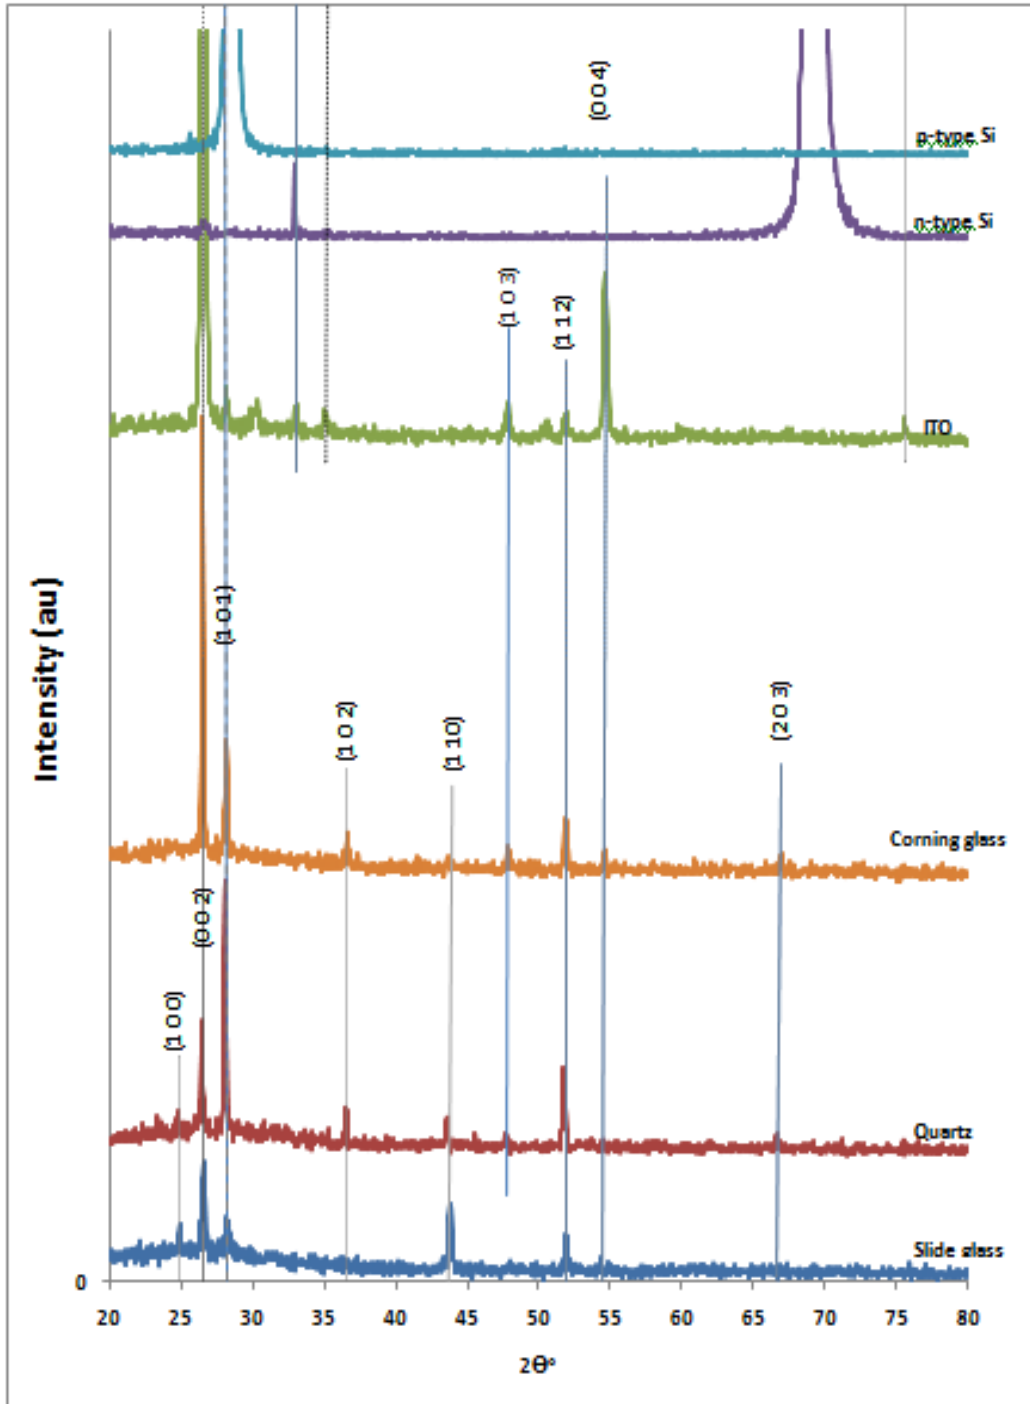 (0 0 4)
p-type Si
n-type Si
(1 0 3)
(1 1 2)
ITO
Intensity (au)
(1 0 1)
(1 0 2)
(1 1 0)
(2 0 3)
Corning glass
(0 0 2)
(1 0 0)
Quartz
Slide glass
0
20 25 30 35 40 45 50 55 60 65 70 75 80
2Θ°